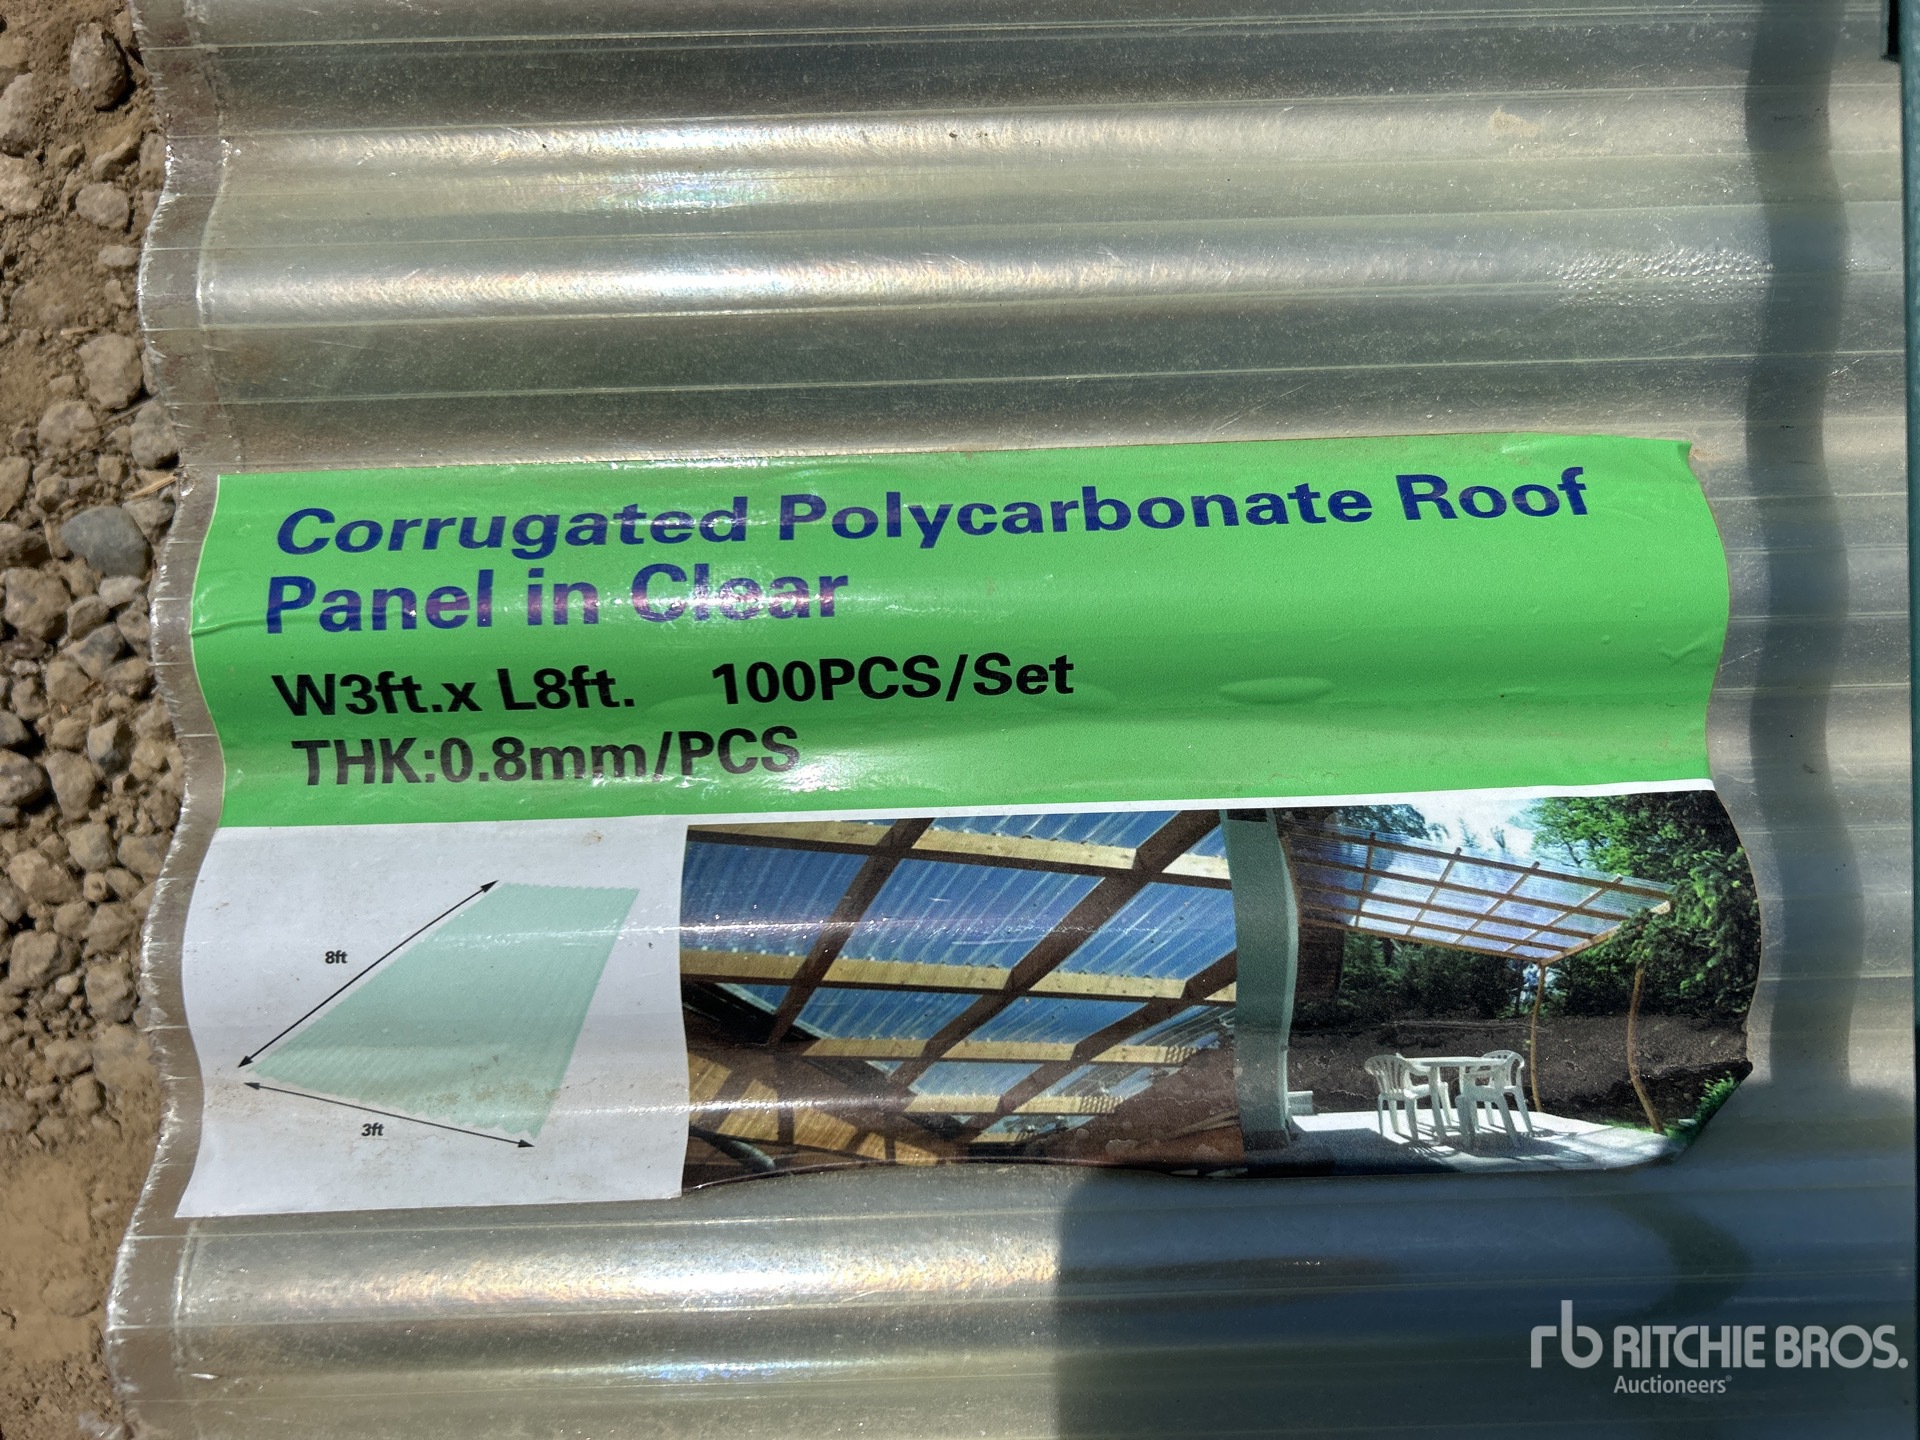 Corrugated Polycarbonate Roof
Panel in Clear
W3ft.x L8ft. 100PCS/Set
THK:0.8mm/PCS
8ft
3ft
rb RITCHIE BROS.
Auctioneers®